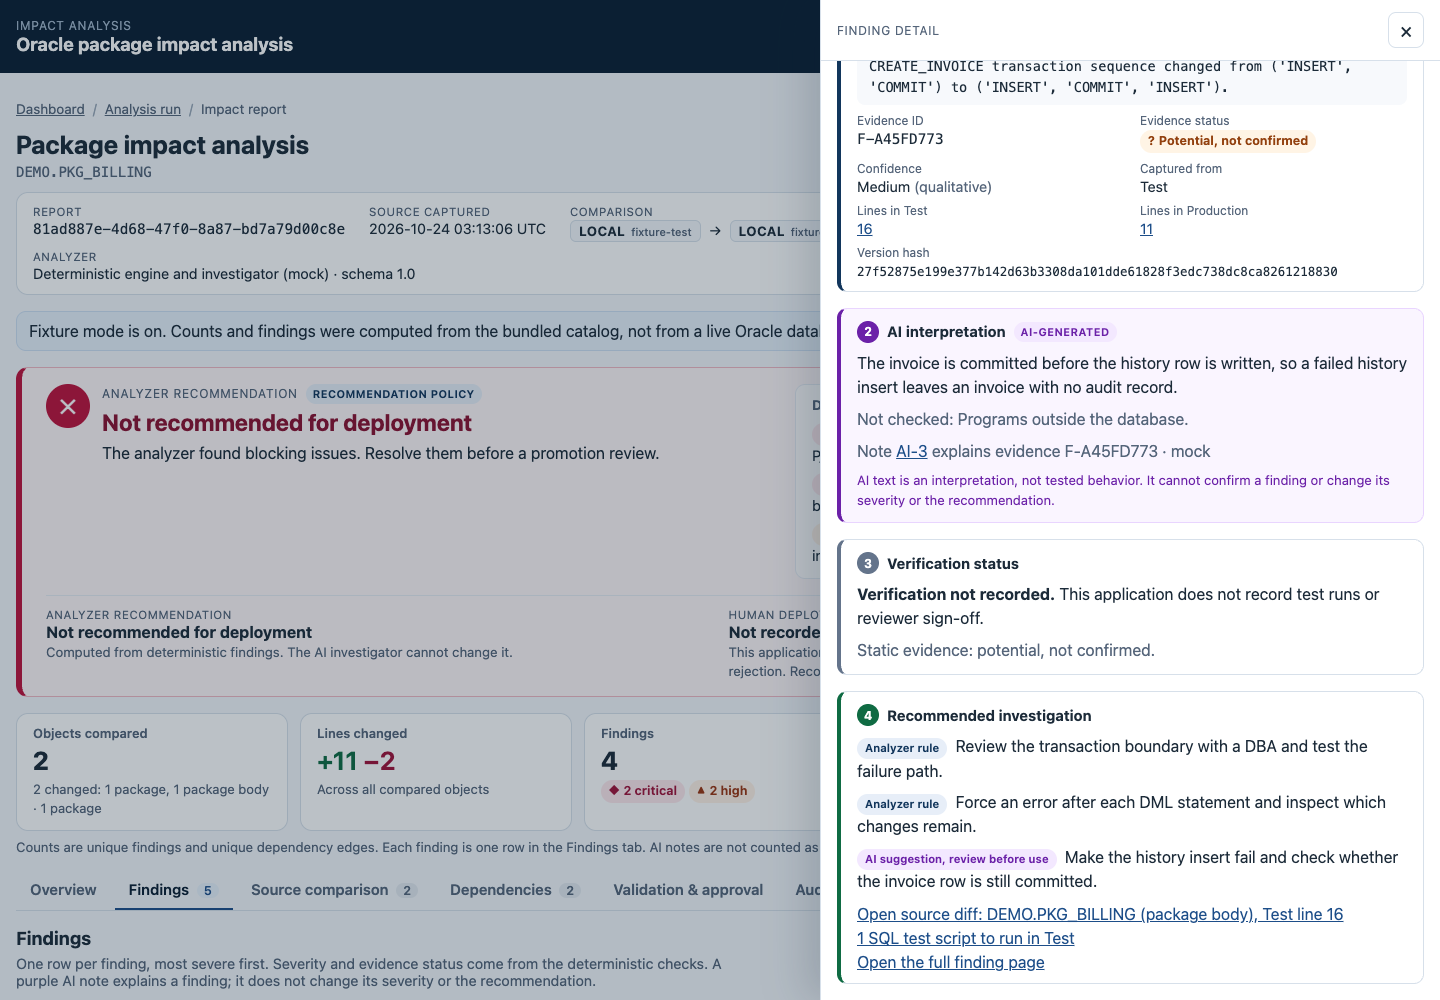 IMPACT ANALYSIS
Oracle package impact analysis
Dashboard / Analysis run / Impact report
Package impact analysis
DEMO.PKG_BILLING
REPORT
81ad887e-4d68-47f0-8a87-bd7a79d00c8e
SOURCE CAPTURED
2026-10-24 03:13:06 UTC
COMPARISON
LOCAL fixture-test → LOCAL
ANALYZER
Deterministic engine and investigator (mock) · schema 1.0
Fixture mode is on. Counts and findings were computed from the bundled catalog, not from a live Oracle data
ANALYZER RECOMMENDATION RECOMMENDATION POLICY
Not recommended for deployment
The analyzer found blocking issues. Resolve them before a promotion review.
ANALYZER RECOMMENDATION
Not recommended for deployment
Computed from deterministic findings. The AI investigator cannot change it.
HUMAN DEPLO
Not recorde
This application
rejection. Reco
Objects compared
2
2 changed: 1 package, 1 package body
· 1 package
Lines changed
+11 −2
Across all compared objects
Findings
4
◆ 2 critical ▲ 2 high
Counts are unique findings and unique dependency edges. Each finding is one row in the Findings tab. AI notes are not counted as
Overview Findings 5 Source comparison 2 Dependencies 2 Validation & approval Auc
Findings
One row per finding, most severe first. Severity and evidence status come from the deterministic checks. A
purple AI note explains a finding; it does not change its severity or the recommendation.
FINDING DETAIL ×
CREATE_INVOICE transaction sequence changed from ('INSERT',
'COMMIT') to ('INSERT', 'COMMIT', 'INSERT').
Evidence ID
F-A45FD773
Evidence status
? Potential, not confirmed
Confidence
Medium (qualitative)
Captured from
Test
Lines in Test
16
Lines in Production
11
Version hash
27f52875e199e377b142d63b3308da101dde61828f3edc738dc8ca8261218830
2 AI interpretation AI-GENERATED
The invoice is committed before the history row is written, so a failed history
insert leaves an invoice with no audit record.
Not checked: Programs outside the database.
Note AI-3 explains evidence F-A45FD773 · mock
AI text is an interpretation, not tested behavior. It cannot confirm a finding or change its
severity or the recommendation.
3 Verification status
Verification not recorded. This application does not record test runs or
reviewer sign-off.
Static evidence: potential, not confirmed.
4 Recommended investigation
Analyzer rule Review the transaction boundary with a DBA and test the
failure path.
Analyzer rule Force an error after each DML statement and inspect which
changes remain.
AI suggestion, review before use Make the history insert fail and check whether
the invoice row is still committed.
Open source diff: DEMO.PKG_BILLING (package body), Test line 16
1 SQL test script to run in Test
Open the full finding page